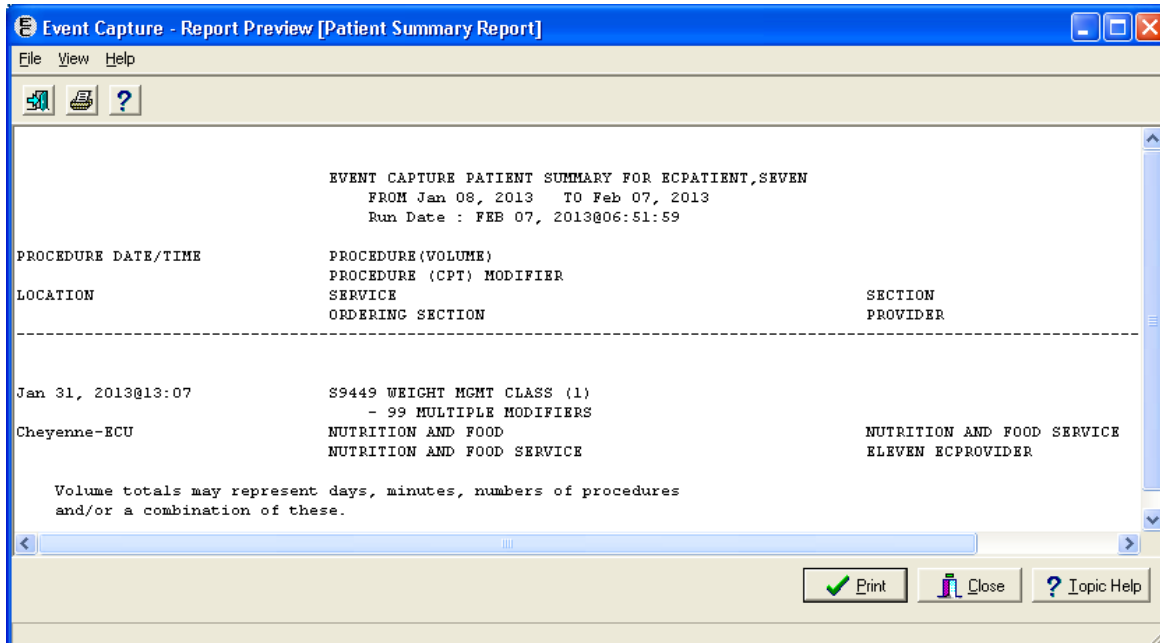 Event Capture - Report Preview [Patient Summary Report]
File View Help
?
EVENT CAPTURE PATIENT SUMMARY FOR ECPATIENT,SEVEN
FROM Jan 08, 2013 TO Feb 07, 2013
Run Date : FEB 07, 2013@06:51:59
PROCEDURE DATE/TIME PROCEDURE(VOLUME)
PROCEDURE (CPT) MODIFIER
LOCATION SERVICE SECTION
ORDERING SECTION PROVIDER
Jan 31, 2013@13:07 S9449 WEIGHT MGMT CLASS (1)
- 99 MULTIPLE MODIFIERS
Cheyenne-ECU NUTRITION AND FOOD NUTRITION AND FOOD SERVICE
NUTRITION AND FOOD SERVICE ELEVEN ECPROVIDER
Volume totals may represent days, minutes, numbers of procedures
and/or a combination of these.
Print Close ? Topic Help